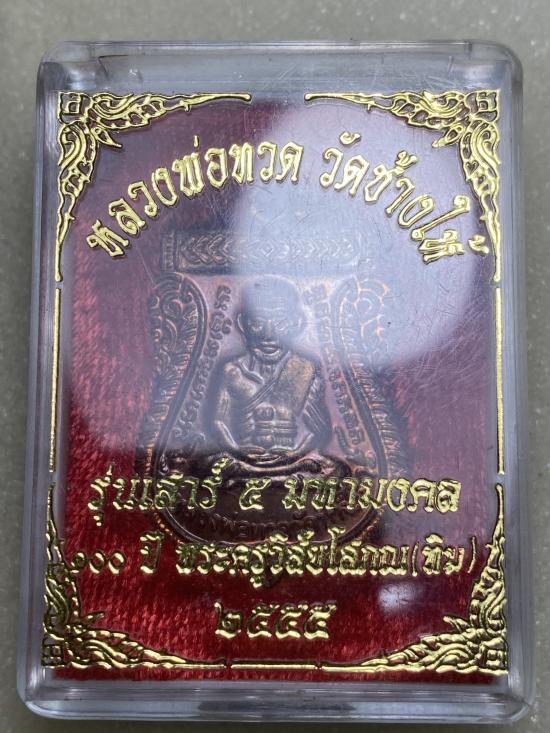 หลวงพ่อทวด วัดช้างให้
รุ่นเสาร์ ๕ มหามงคล
๑๐๐ ปี พระครูวิสัยโสภณ(ทิม)
๒๕๕๕